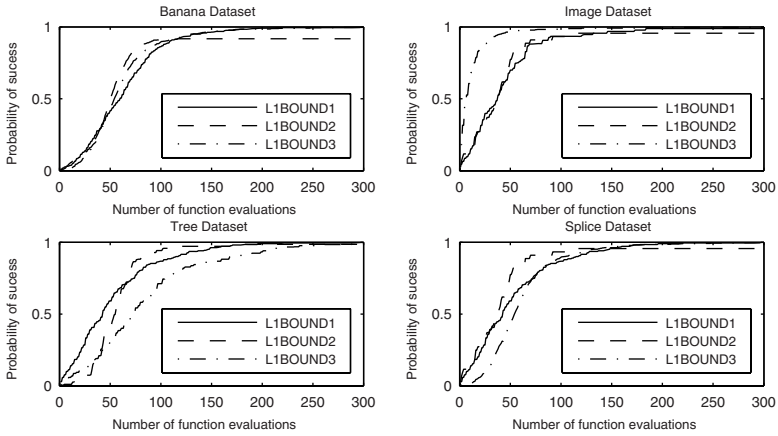 Banana Dataset
Probability of success
1
0.5
0
L1BOUND1
L1BOUND2
L1BOUND3
0 50 100 150 200 250 300
Number of function evaluations
Image Dataset
Probability of success
1
0.5
0
L1BOUND1
L1BOUND2
L1BOUND3
0 50 100 150 200 250 300
Number of function evaluations
Tree Dataset
Probability of success
1
0.5
0
L1BOUND1
L1BOUND2
L1BOUND3
0 50 100 150 200 250 300
Number of function evaluations
Splice Dataset
Probability of success
1
0.5
0
L1BOUND1
L1BOUND2
L1BOUND3
0 50 100 150 200 250 300
Number of function evaluations